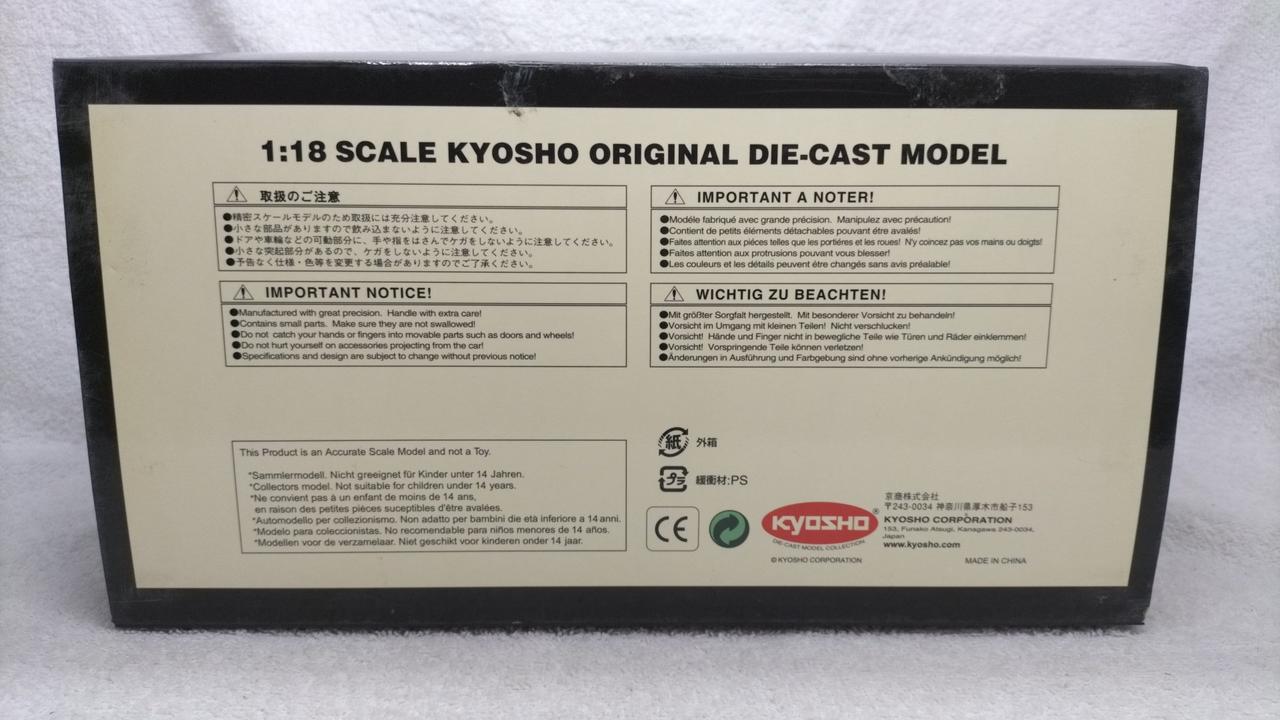 1:18 SCALE KYOSHO ORIGINAL DIE-CAST MODEL
取扱のご注意
●精密スケールモデルのため取扱には充分注意してください。
●小さな部品がありますので飲み込まないように注意してください。
●ドアや車輪などの可動部分に、手や指をはさんでケガをしないように注意してください。
●小さな突起部分があるので、ケガをしないように注意してください。
●予告なく仕様・色等を変更する場合がありますのでご了承ください。
IMPORTANT A NOTER!
●Modéle fabriqué avec grande précision. Manipulez avec précaution!
●Contient de petits éléments détachables pouvant étre avalés!
●Faites attention aux piéces telles que les portiéres et les roues! N'y coincez pas vos mains ou doigts!
●Faites attention aux protrusions pouvant vous blesser!
●Les couleurs et les détails peuvent étre changés sans avis préalable!
IMPORTANT NOTICE!
●Manufactured with great precision. Handle with extra care!
●Contains small parts. Make sure they are not swallowed!
●Do not catch your hands or fingers into movable parts such as doors and wheels!
●Do not hurt yourself on accessories projecting from the car!
●Specifications and design are subject to change without previous notice!
WICHTIG ZU BEACHTEN!
●Mit größter Sorgfalt hergestellt. Mit besonderer Vorsicht zu behandeln!
●Vorsicht im Umgang mit kleinen Teilen! Nicht verschlucken!
●Vorsicht! Hände und Finger nicht in bewegliche Teile wie Türen und Räder einklemmen!
●Vorsicht! Vorspringende Teile können verletzen!
●Änderungen in Ausführung und Farbgebung sind ohne vorherige Ankündigung möglich!
This Product is an Accurate Scale Model and not a Toy.
*Sammlermodell. Nicht greeignet für Kinder unter 14 Jahren.
*Collectors model. Not suitable for children under 14 years.
*Ne convient pas à un enfant de moins de 14 ans,
en raison des petites piéces suceptibles d'être avalées.
*Automodello per collezionismo. Non adatto per bambini die età inferiore a 14 anni.
*Modelo para coleccionistas. No recomendable para niños menores de 14 años.
*Modellen voor de verzamelaar. Niet geschikt voor kinderen onder 14 jaar.
紙 外箱
プラ 緩衝材:PS
CE
KYOSHO®
DIE-CAST MODEL COLLECTION
© KYOSHO CORPORATION
京商株式会社
〒243-0034 神奈川県厚木市船子153
KYOSHO CORPORATION
153, Funako Atsugi, Kanagawa 243-0034,
Japan
www.kyosho.com
MADE IN CHINA